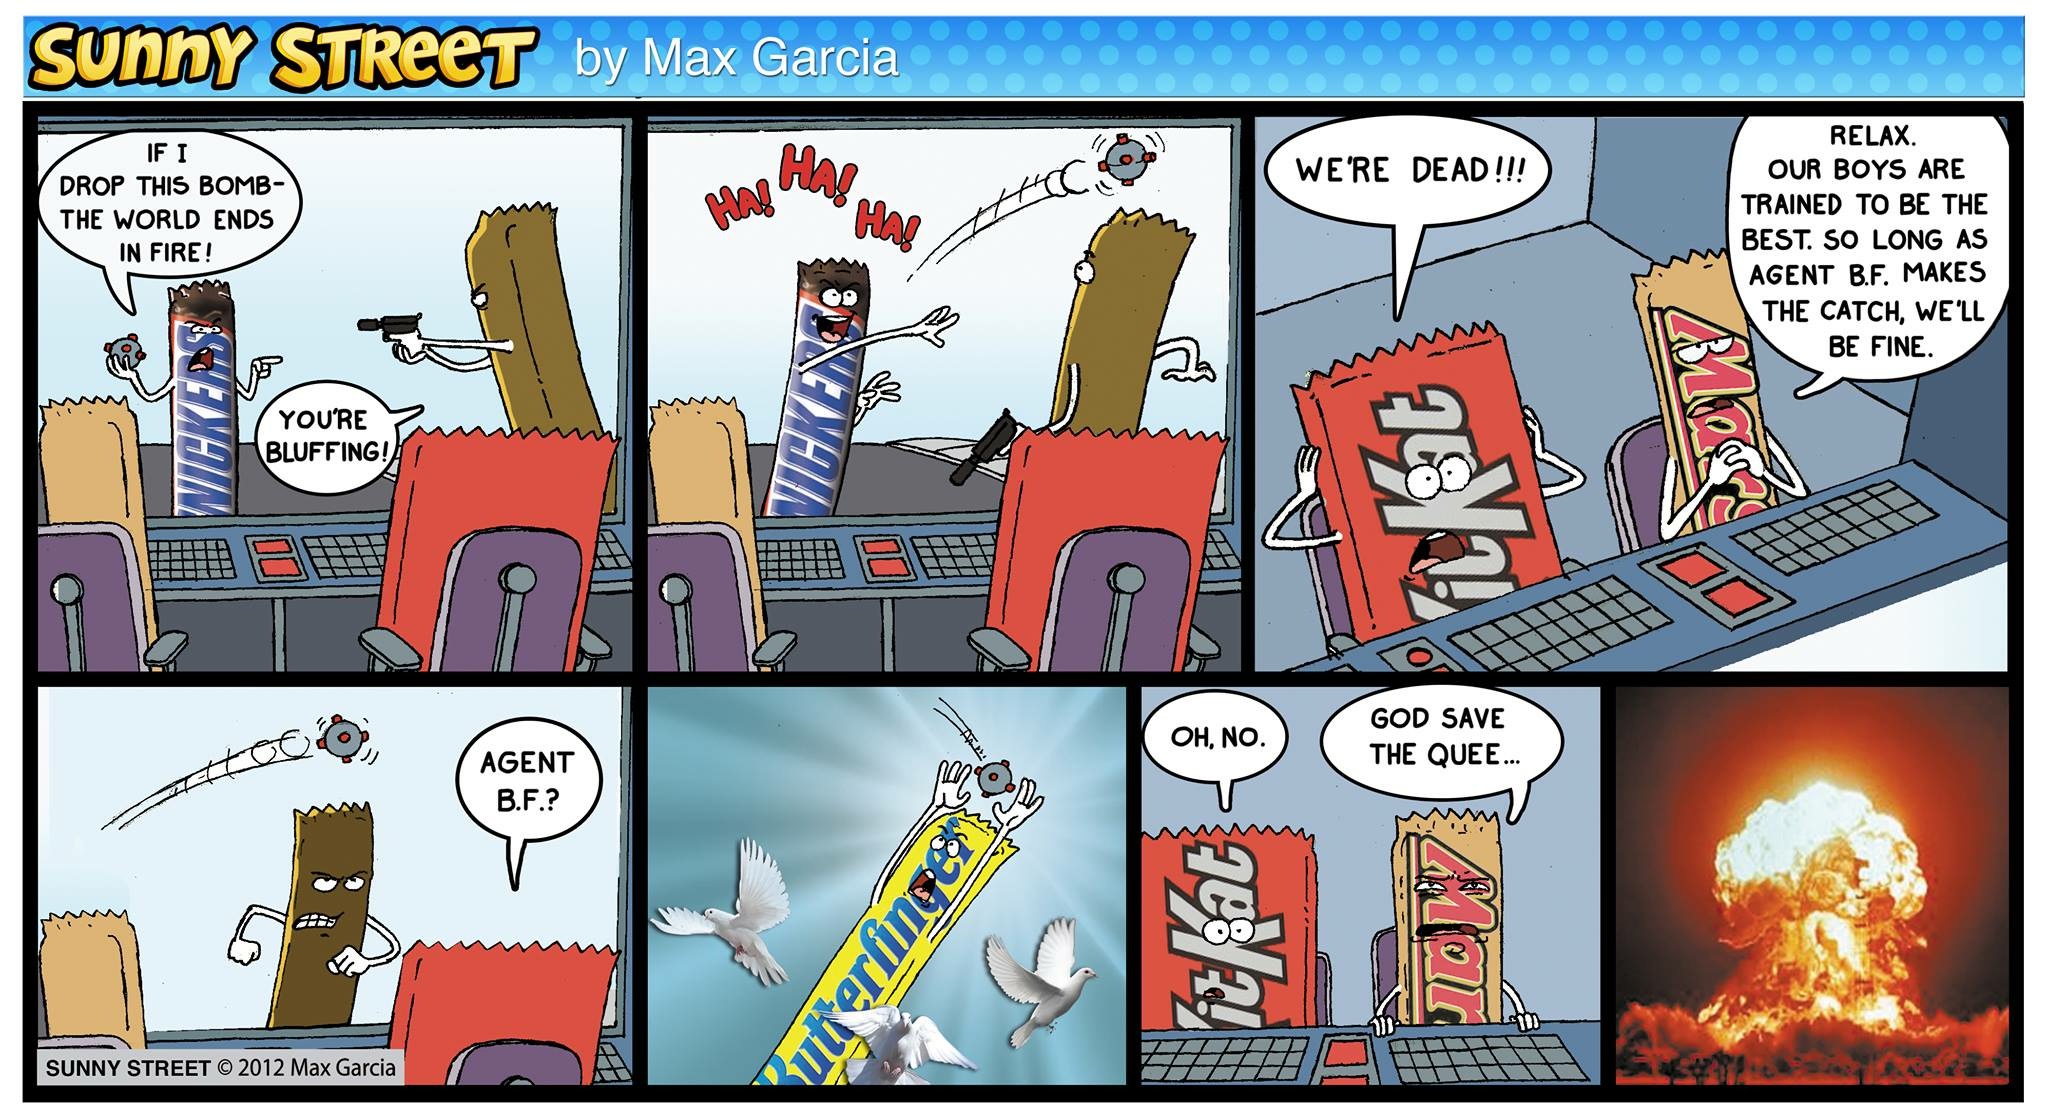 SUNNY STREET by Max Garcia
IF I
DROP THIS BOMB-
THE WORLD ENDS
IN FIRE!
NICKERS
YOU'RE
BLUFFING!
HA! HA! HA!
NICKERS
WE'RE DEAD!!!
RELAX.
OUR BOYS ARE
TRAINED TO BE THE
BEST. SO LONG AS
AGENT B.F. MAKES
THE CATCH, WE'LL
BE FINE.
KitKat
Mars
AGENT
B.F.?
SUNNY STREET © 2012 Max Garcia
Butterfinger
OH, NO.
GOD SAVE
THE QUEE...
KitKat
Mar